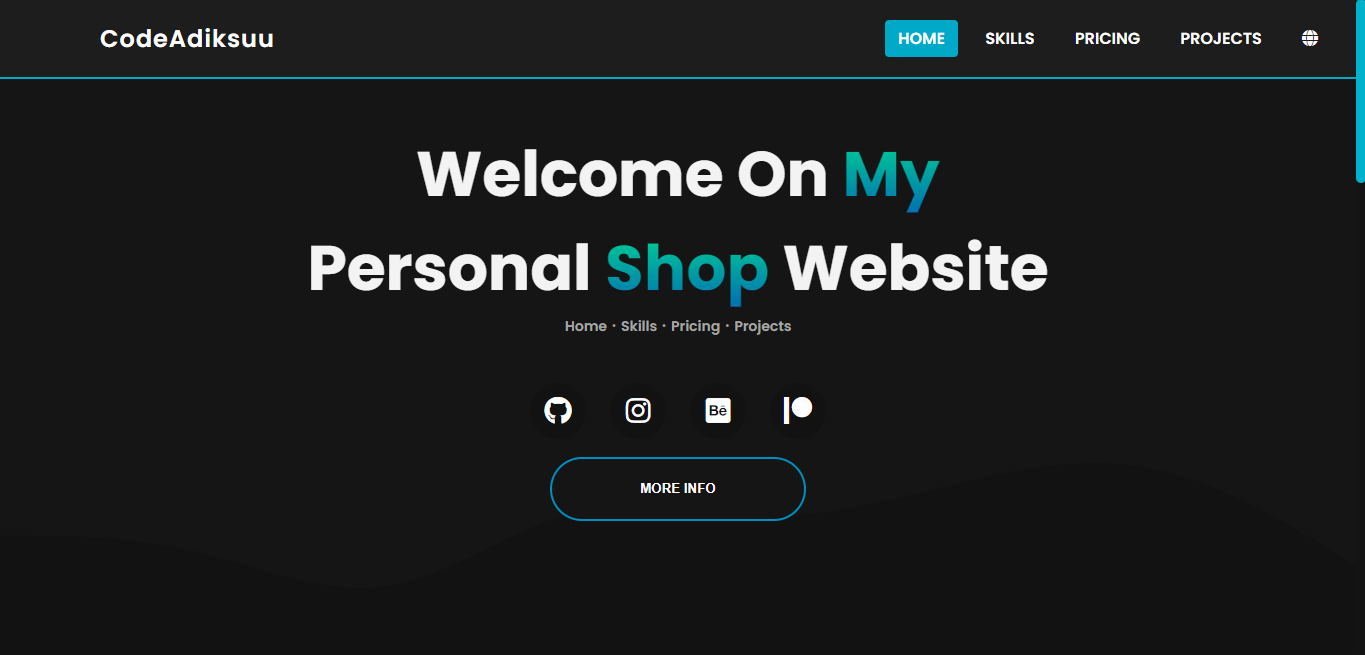 CodeAdiksuu
HOME SKILLS PRICING PROJECTS
Welcome On My
Personal Shop Website
Home · Skills · Pricing · Projects
Bē
MORE INFO